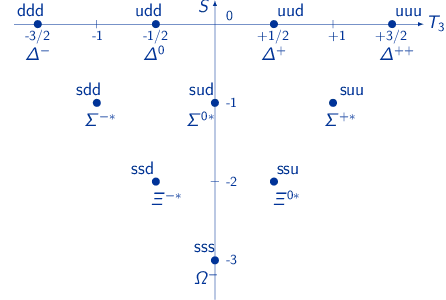 S
ddd udd 0 uud uuu
T₃
-3/2 -1 -1/2 +1/2 +1 +3/2
Δ⁻ Δ⁰ Δ⁺ Δ⁺⁺
sdd sud -1 suu
Σ⁻* Σ⁰* Σ⁺*
ssd -2 ssu
Ξ⁻* Ξ⁰*
sss -3
Ω⁻